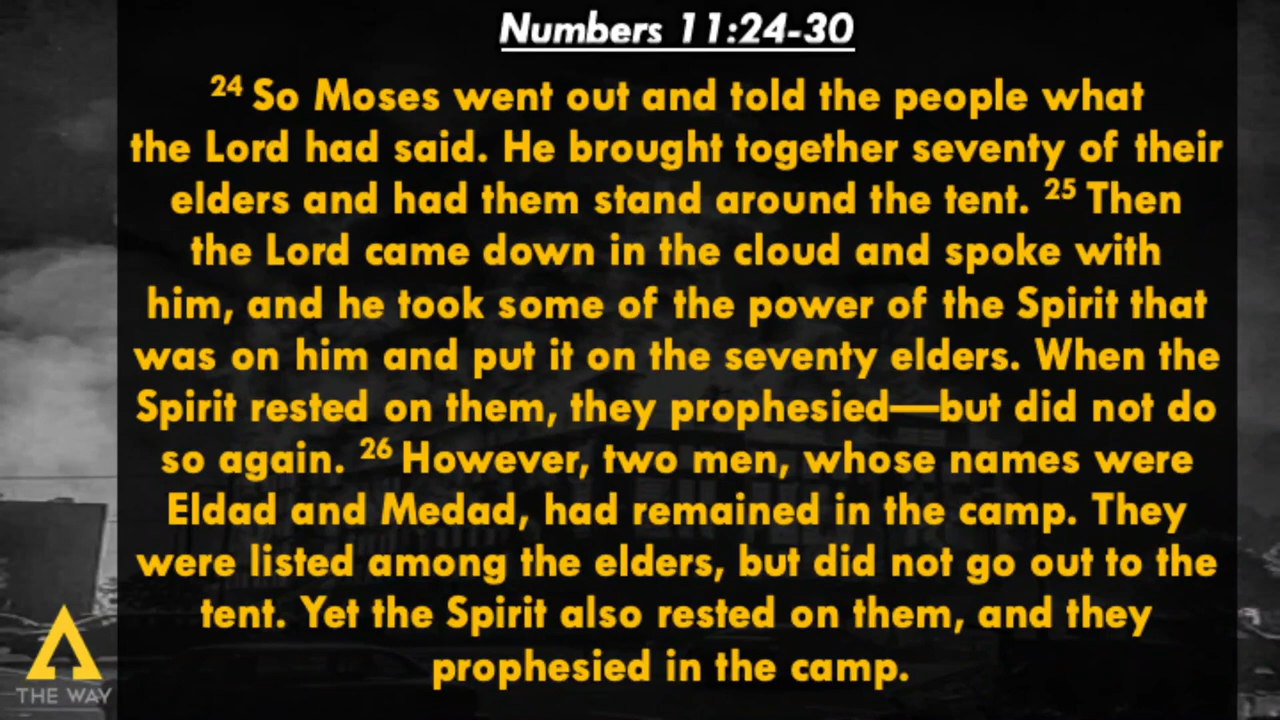 Numbers 11:24-30
24 So Moses went out and told the people what
the Lord had said. He brought together seventy of their
elders and had them stand around the tent. 25 Then
the Lord came down in the cloud and spoke with
him, and he took some of the power of the Spirit that
was on him and put it on the seventy elders. When the
Spirit rested on them, they prophesied—but did not do
so again. 26 However, two men, whose names were
Eldad and Medad, had remained in the camp. They
were listed among the elders, but did not go out to the
tent. Yet the Spirit also rested on them, and they
prophesied in the camp.
THE WAY